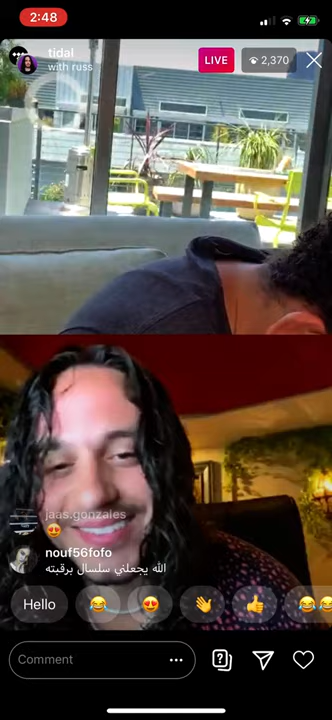 2:48
tidal
with russ
LIVE
2,370
jaas.gonzales
😍
nouf56fofo
الله يجعلني سلسال برقبته
Hello
😂
😍
👋
👍
😂😂
Comment